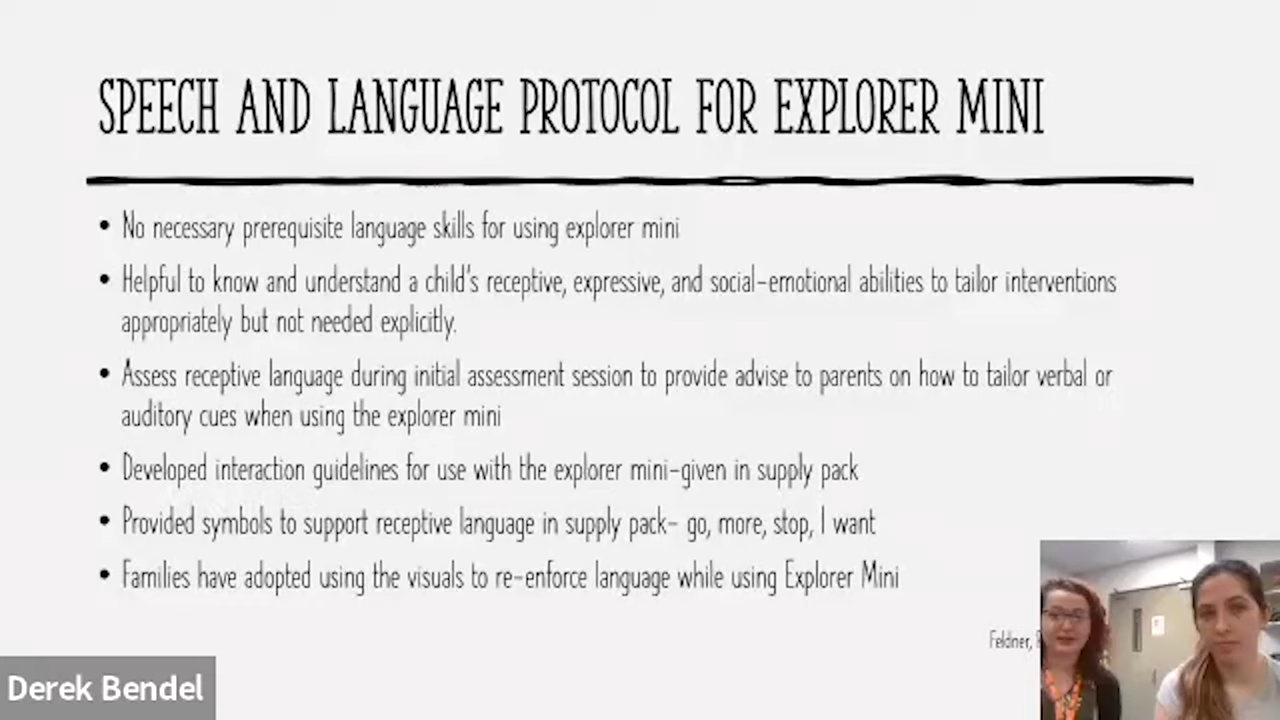 SPEECH AND LANGUAGE PROTOCOL FOR EXPLORER MINI
• No necessary prerequisite language skills for using explorer mini
• Helpful to know and understand a child's receptive, expressive, and social-emotional abilities to tailor interventions
appropriately but not needed explicitly.
• Assess receptive language during initial assessment session to provide advise to parents on how to tailor verbal or
auditory cues when using the explorer mini
• Developed interaction guidelines for use with the explorer mini-given in supply pack
• Provided symbols to support receptive language in supply pack- go, more, stop, I want
• Families have adopted using the visuals to re-enforce language while using Explorer Mini
Feldner,
Derek Bendel